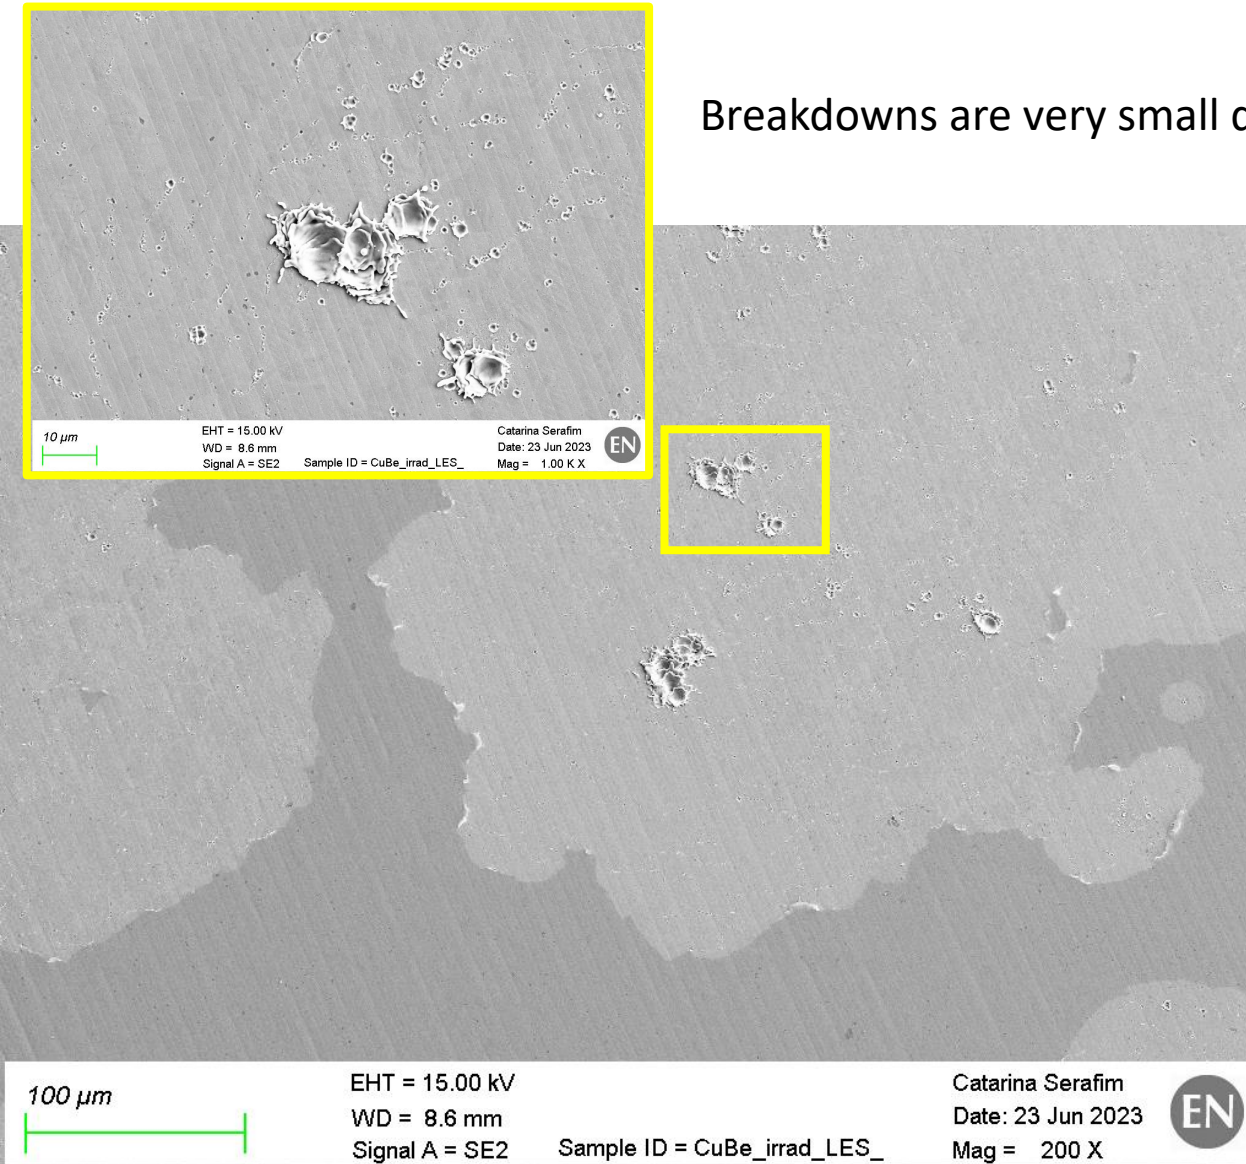 Breakdowns are very small
10 µm
EHT = 15.00 kV
WD = 8.6 mm
Signal A = SE2 Sample ID = CuBe_irrad_LES_
Catarina Serafim
Date: 23 Jun 2023
Mag = 1.00 K X
EN
100 µm
EHT = 15.00 kV
WD = 8.6 mm
Signal A = SE2 Sample ID = CuBe_irrad_LES_
Catarina Serafim
Date: 23 Jun 2023
Mag = 200 X
EN